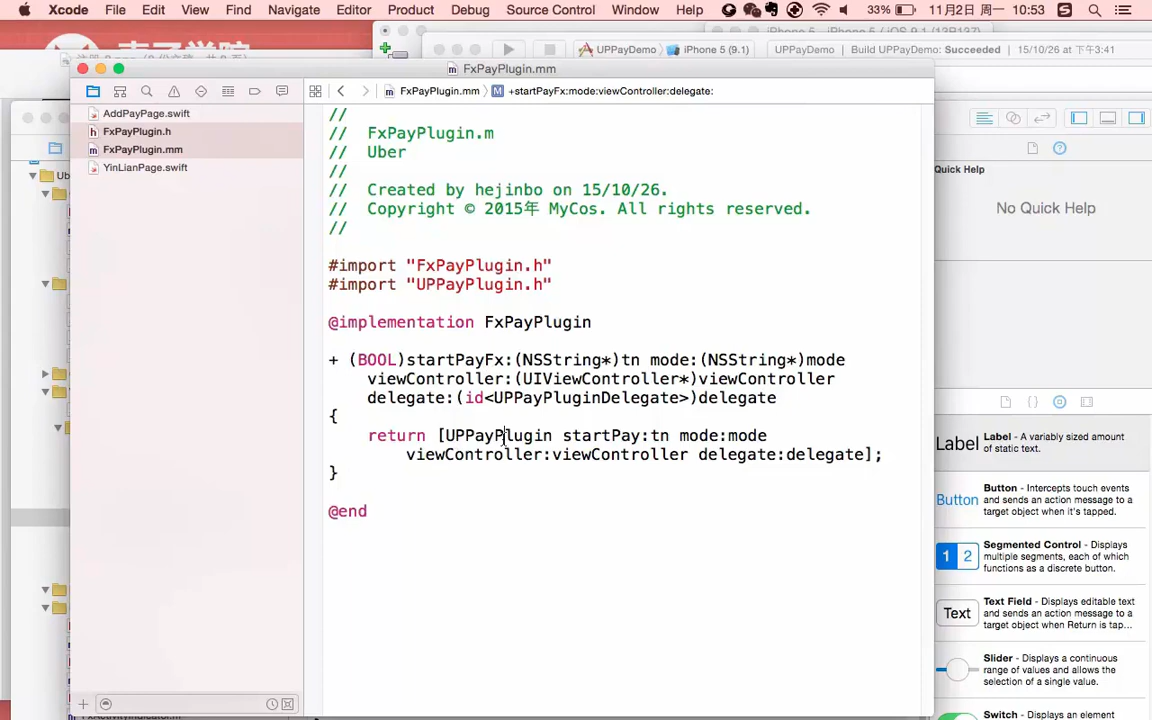 Xcode File Edit View Find Navigate Editor Product Debug Source Control Window Help 33% 11月2日 周一 10:53
UPPayDemo iPhone 5 (9.1) UPPayDemo Build UPPayDemo: Succeeded 15/10/26 at 下午3:41
FxPayPlugin.mm
FxPayPlugin.mm M +startPayFx:mode:viewController:delegate:
AddPayPage.swift
FxPayPlugin.h
FxPayPlugin.mm
YinLianPage.swift
//
// FxPayPlugin.m
// Uber
//
// Created by hejinbo on 15/10/26.
// Copyright © 2015年 MyCos. All rights reserved.
//
#import "FxPayPlugin.h"
#import "UPPayPlugin.h"
@implementation FxPayPlugin
+ (BOOL)startPayFx:(NSString*)tn mode:(NSString*)mode
viewController:(UIViewController*)viewController
delegate:(id<UPPayPluginDelegate>)delegate
{
return [UPPayPlugin startPay:tn mode:mode
viewController:viewController delegate:delegate];
}
@end
Quick Help
No Quick Help
Label Label - A variably sized amount
of static text.
Button Button - Intercepts touch events
and sends an action message to a
target object when it's tapped.
1 2 Segmented Control - Displays
multiple segments, each of which
functions as a discrete button.
Text Text Field - Displays editable text
and sends an action message to a
target object when Return is tap...
Slider - Displays a continuous
range of values and allows the
selection of a single value.
Switch - Displays an element